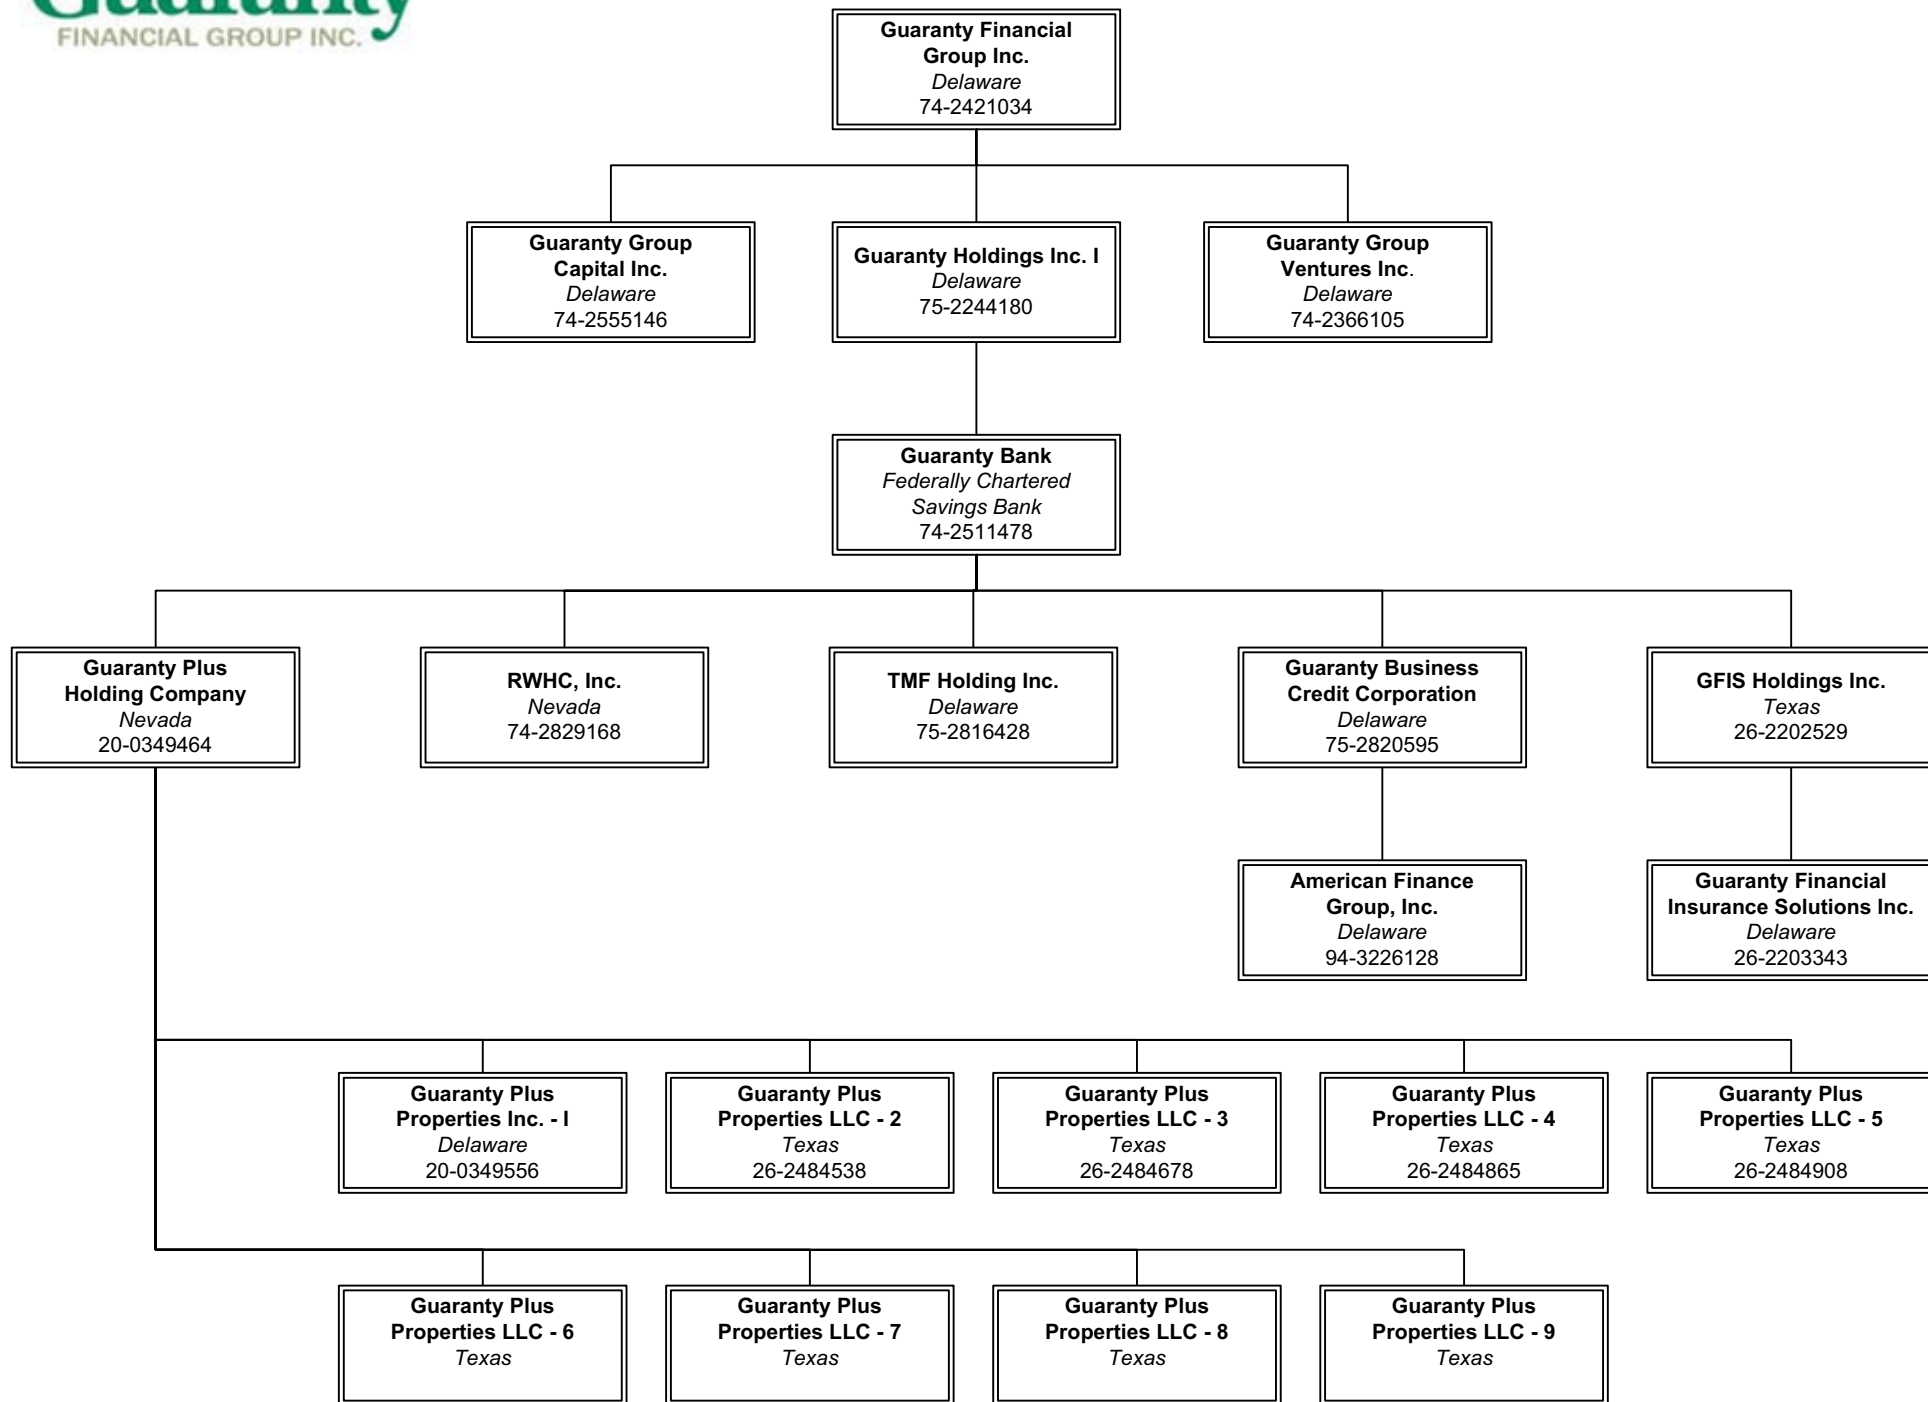 Guaranty
FINANCIAL GROUP INC.
Guaranty Financial
Group Inc.
Delaware
74-2421034
Guaranty Group
Capital Inc.
Delaware
74-2555146
Guaranty Holdings Inc. I
Delaware
75-2244180
Guaranty Group
Ventures Inc.
Delaware
74-2366105
Guaranty Bank
Federally Chartered
Savings Bank
74-2511478
Guaranty Plus
Holding Company
Nevada
20-0349464
RWHC, Inc.
Nevada
74-2829168
TMF Holding Inc.
Delaware
75-2816428
Guaranty Business
Credit Corporation
Delaware
75-2820595
GFIS Holdings Inc.
Texas
26-2202529
American Finance
Group, Inc.
Delaware
94-3226128
Guaranty Financial
Insurance Solutions Inc.
Delaware
26-2203343
Guaranty Plus
Properties Inc. - I
Delaware
20-0349556
Guaranty Plus
Properties LLC - 2
Texas
26-2484538
Guaranty Plus
Properties LLC - 3
Texas
26-2484678
Guaranty Plus
Properties LLC - 4
Texas
26-2484865
Guaranty Plus
Properties LLC - 5
Texas
26-2484908
Guaranty Plus
Properties LLC - 6
Texas
Guaranty Plus
Properties LLC - 7
Texas
Guaranty Plus
Properties LLC - 8
Texas
Guaranty Plus
Properties LLC - 9
Texas